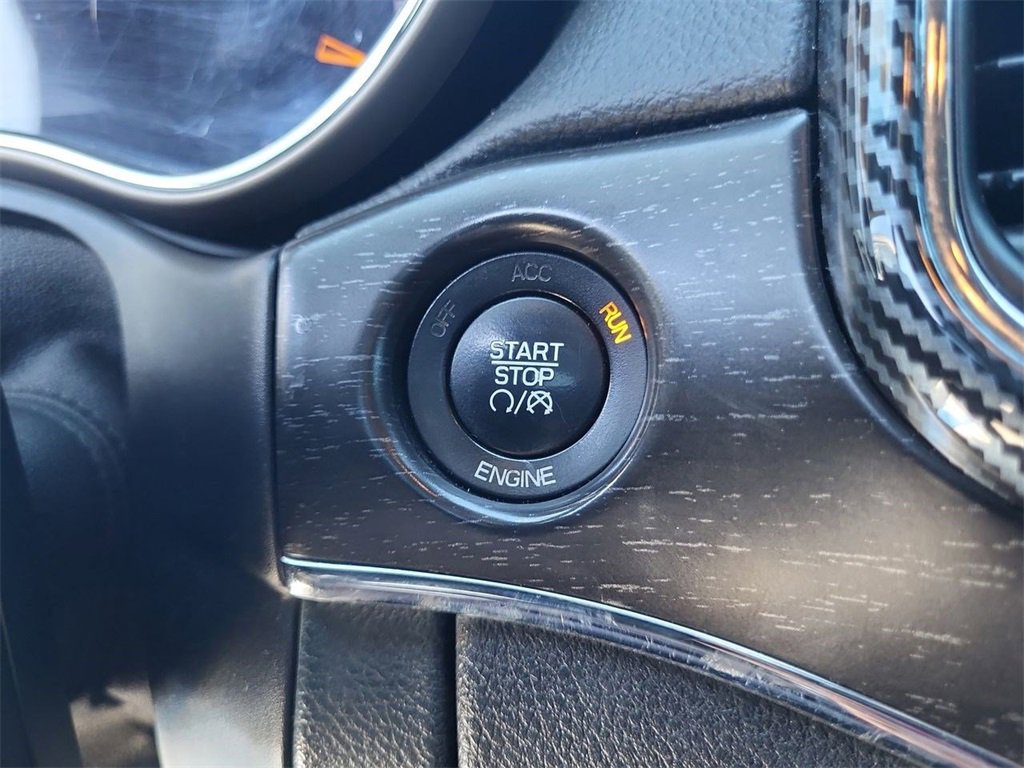 ACC
OFF
RUN
START
STOP
ENGINE